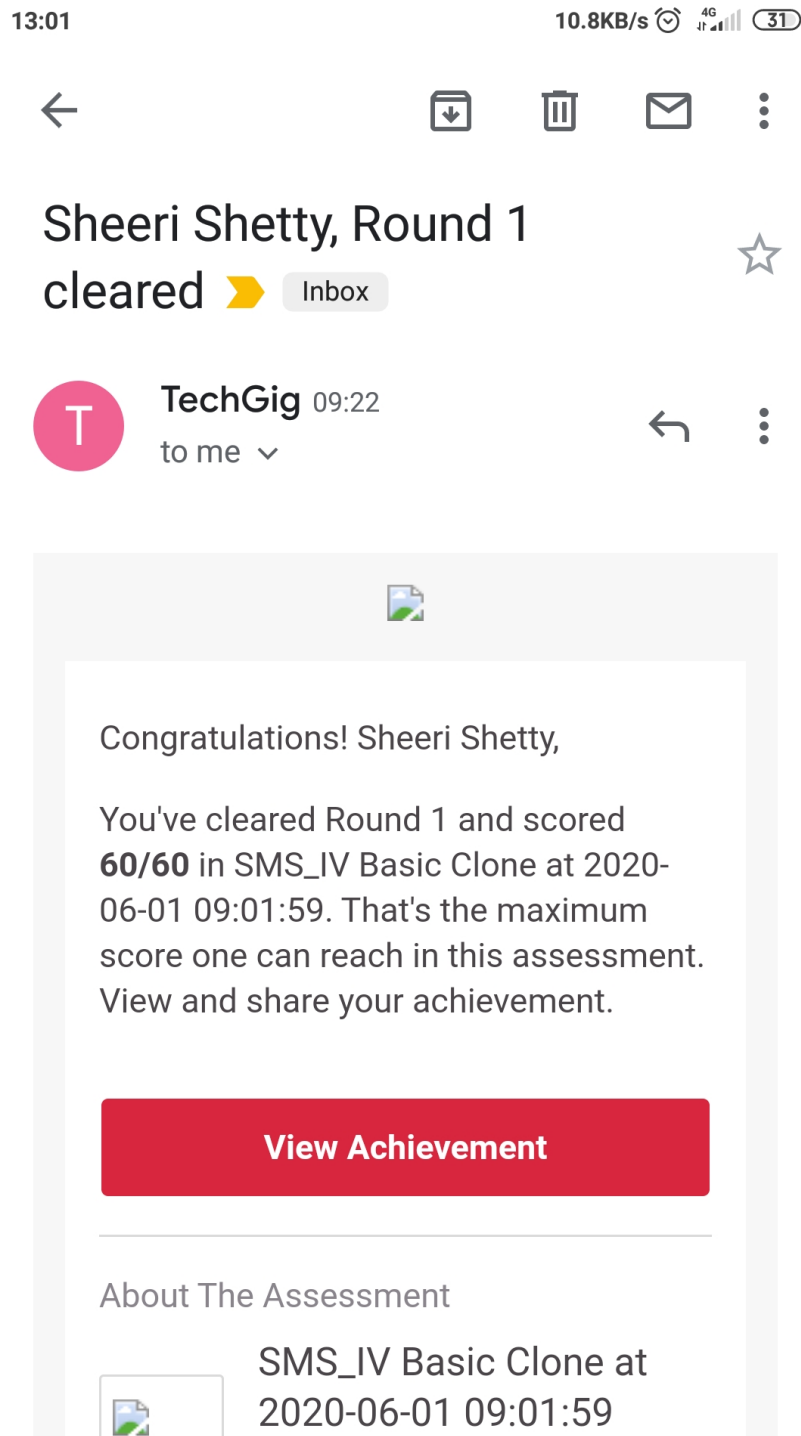 13:01
10.8KB/s 4G 31
Sheeri Shetty, Round 1
cleared Inbox
T
TechGig 09:22
to me
Congratulations! Sheeri Shetty,
You've cleared Round 1 and scored
60/60 in SMS_IV Basic Clone at 2020-
06-01 09:01:59. That's the maximum
score one can reach in this assessment.
View and share your achievement.
View Achievement
About The Assessment
SMS_IV Basic Clone at
2020-06-01 09:01:59